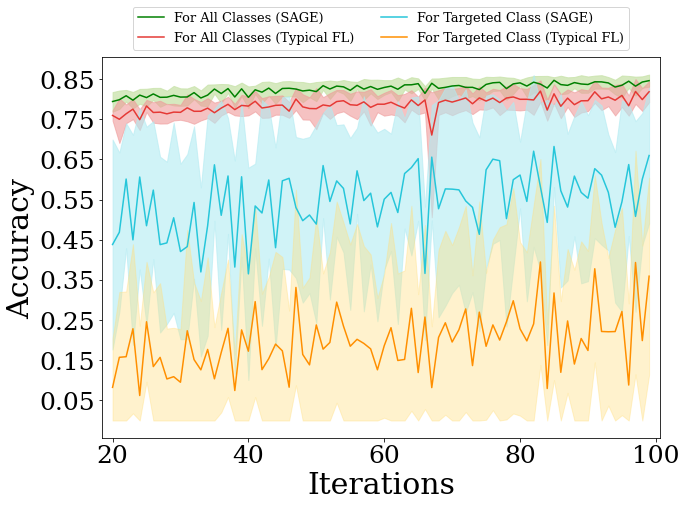 For All Classes (SAGE)
For All Classes (Typical FL)
For Targeted Class (SAGE)
For Targeted Class (Typical FL)
0.85
0.75
0.65
0.55
0.45
0.35
0.25
0.15
0.05
Accuracy
20 40 60 80 100
Iterations